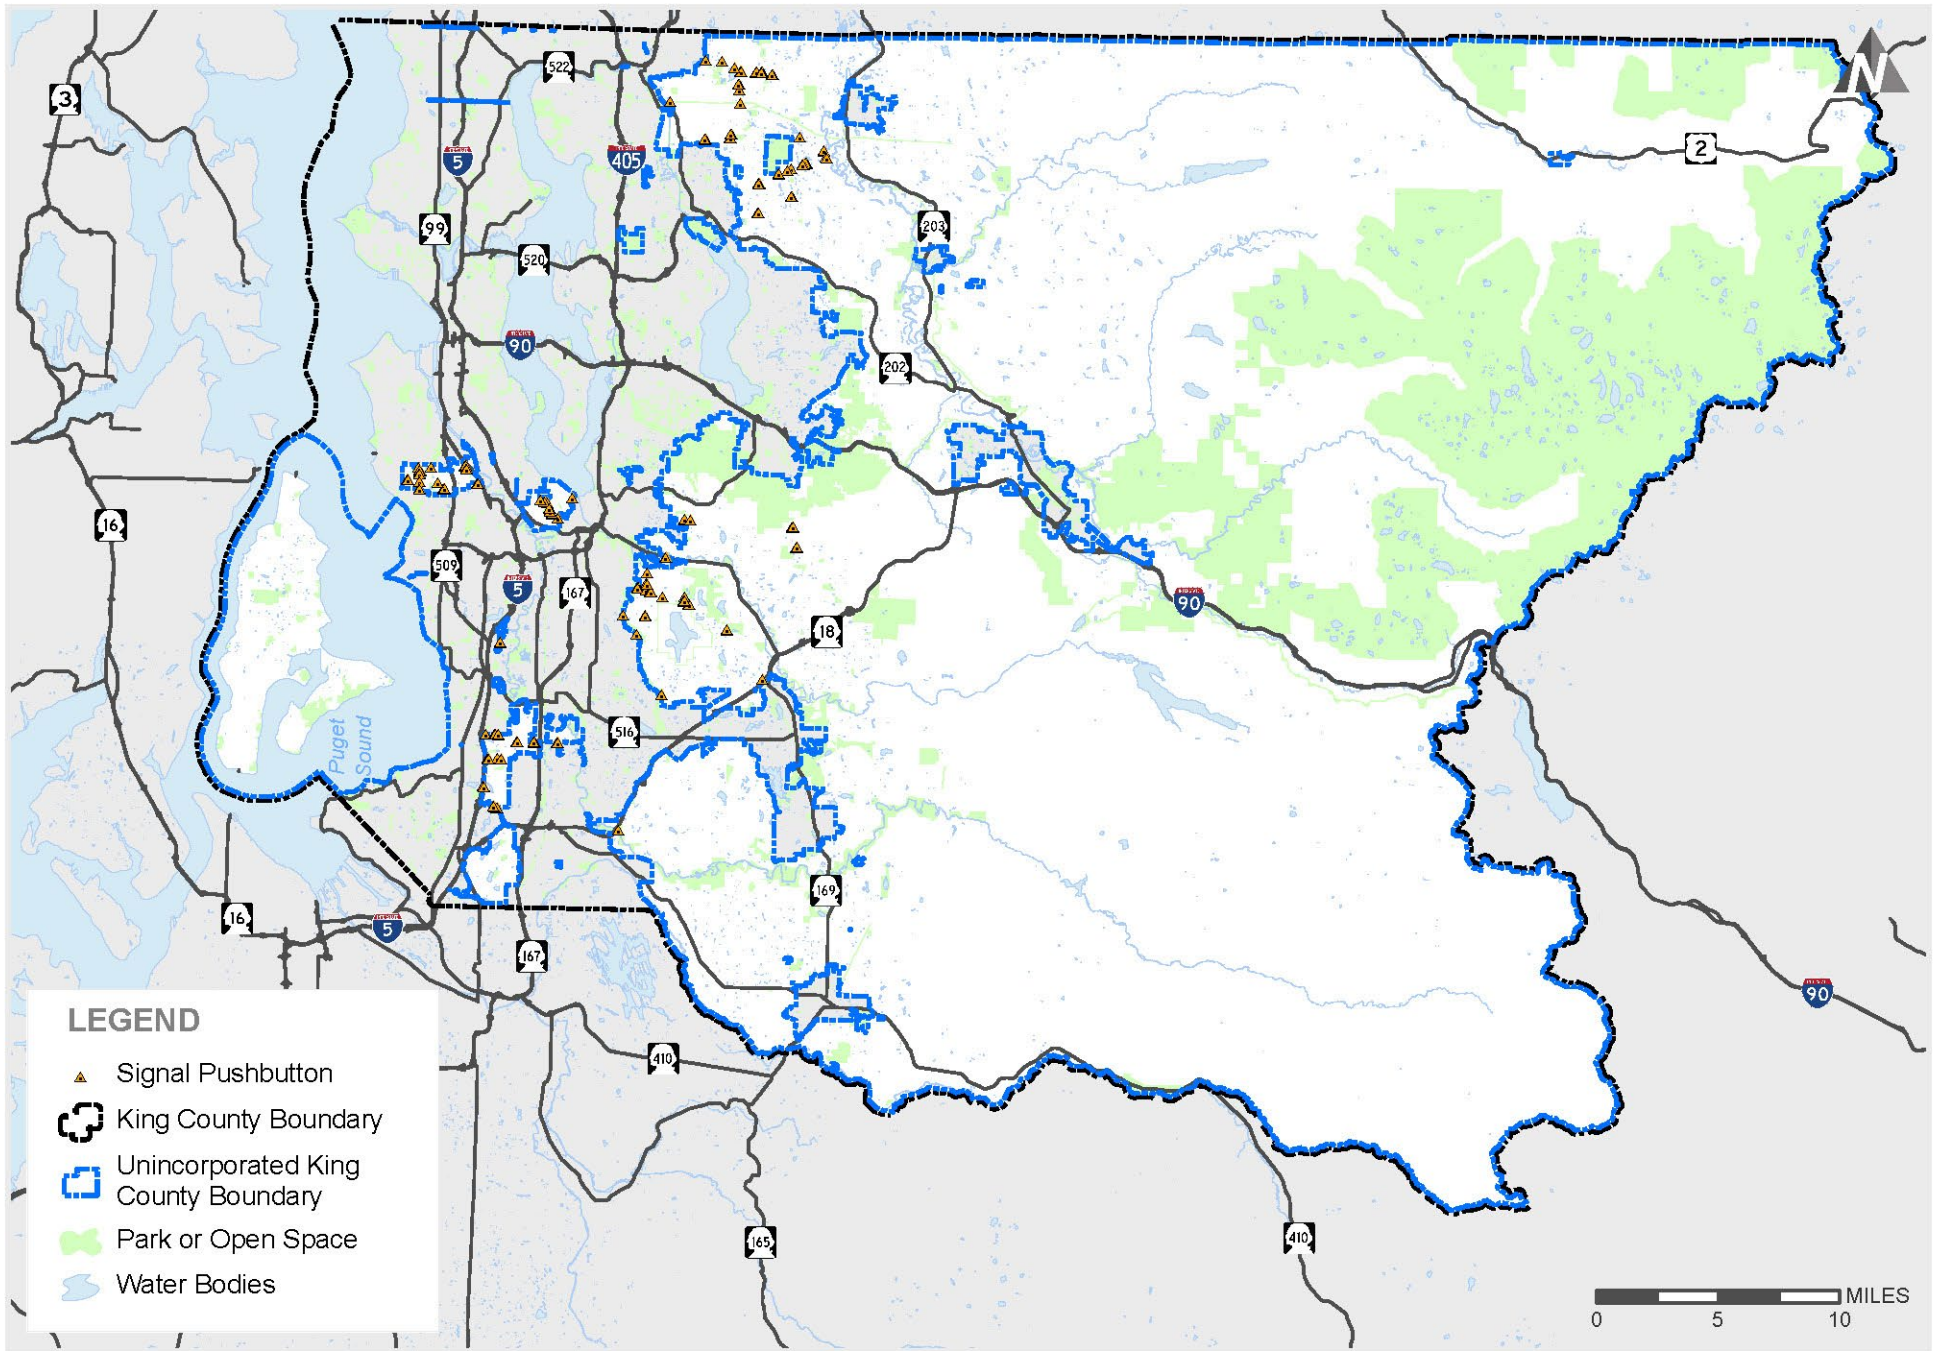 N
522
3
5
405
2
99
203
520
90
202
16
509
5
167
90
18
516
Puget
Sound
169
16
5
167
90
410
165
410
LEGEND
Signal Pushbutton
King County Boundary
Unincorporated King
County Boundary
Park or Open Space
Water Bodies
MILES
0 5 10